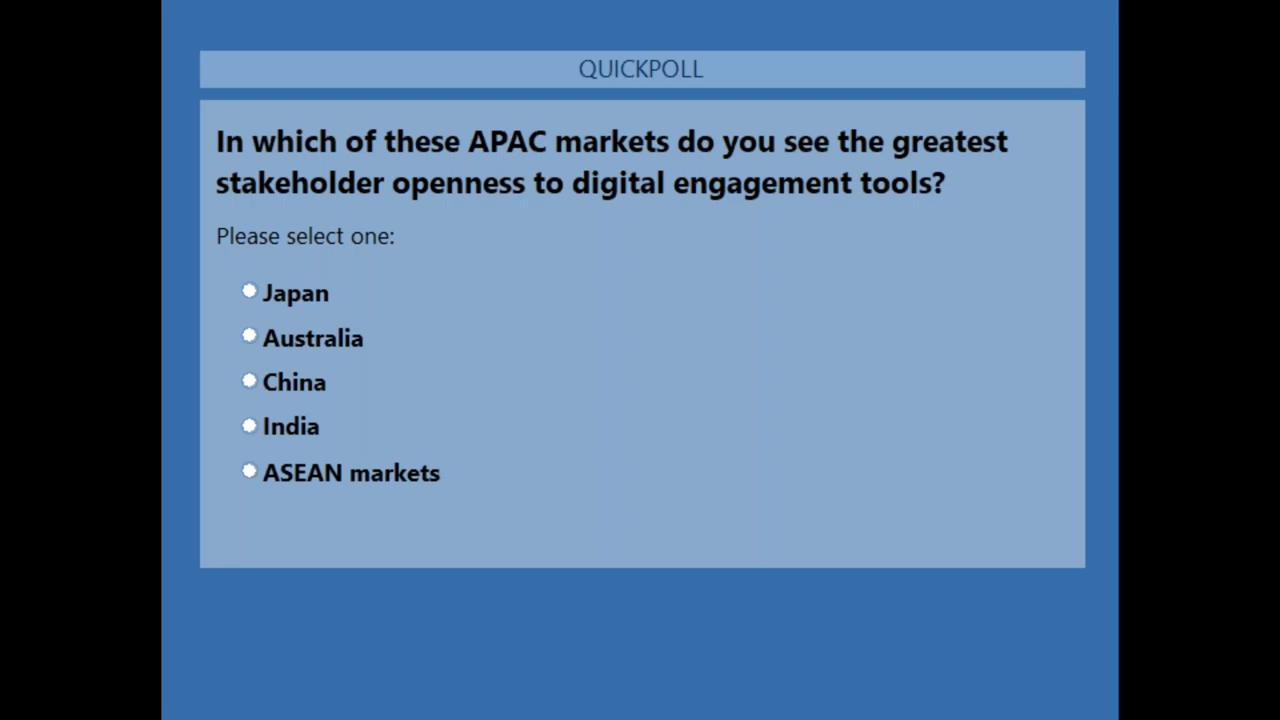 QUICKPOLL
In which of these APAC markets do you see the greatest
stakeholder openness to digital engagement tools?
Please select one:
Japan
Australia
China
India
ASEAN markets